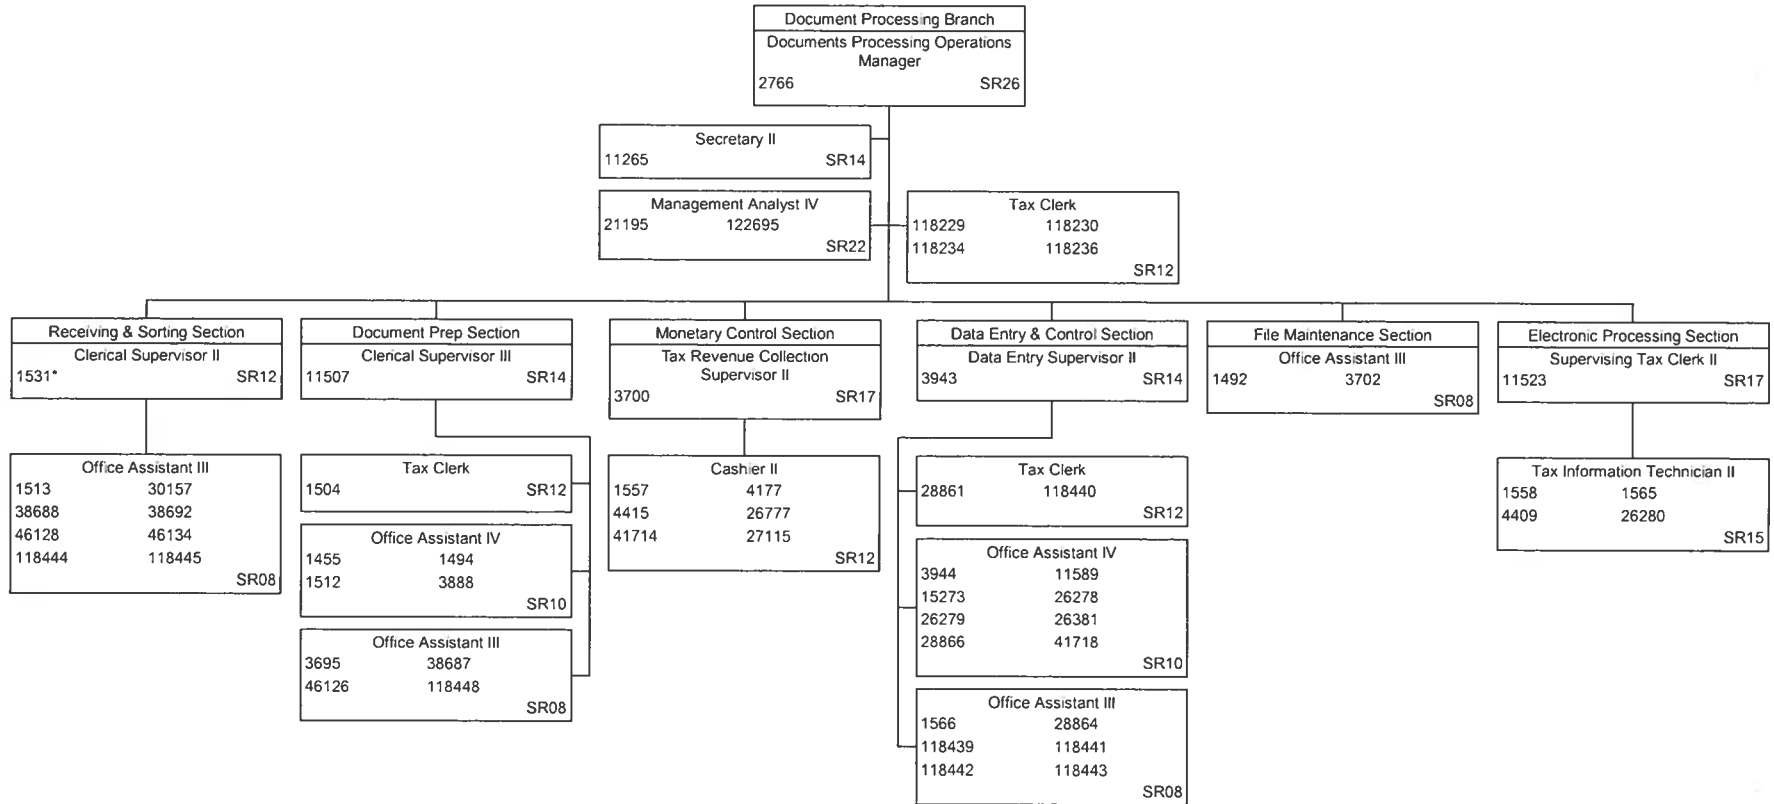 Document Processing Branch
Documents Processing Operations
Manager
2766 SR26
Secretary II
11265 SR14
Management Analyst IV
21195 122695
SR22
Tax Clerk
118229 118230
118234 118236
SR12
Receiving & Sorting Section
Clerical Supervisor II
1531* SR12
Office Assistant III
1513 30157
38688 38692
46128 46134
118444 118445
SR08
Document Prep Section
Clerical Supervisor III
11507 SR14
Tax Clerk
1504 SR12
Office Assistant IV
1455 1494
1512 3888
SR10
Office Assistant III
3695 38687
46126 118448
SR08
Monetary Control Section
Tax Revenue Collection
Supervisor II
3700 SR17
Cashier II
1557 4177
4415 26777
41714 27115
SR12
Data Entry & Control Section
Data Entry Supervisor II
3943 SR14
Tax Clerk
28861 118440
SR12
Office Assistant IV
3944 11589
15273 26278
26279 26381
28866 41718
SR10
Office Assistant III
1566 28864
118439 118441
118442 118443
SR08
File Maintenance Section
Office Assistant III
1492 3702
SR08
Electronic Processing Section
Supervising Tax Clerk II
11523 SR17
Tax Information Technician II
1558 1565
4409 26280
SR15